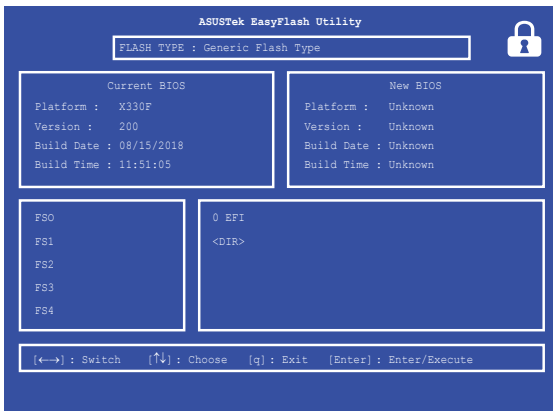 ASUSTek EasyFlash Utility
FLASH TYPE : Generic Flash Type
Current BIOS
Platform : X330F
Version : 200
Build Date : 08/15/2018
Build Time : 11:51:05
New BIOS
Platform : Unknown
Version : Unknown
Build Date : Unknown
Build Time : Unknown
FSO
FS1
FS2
FS3
FS4
0 EFI
<DIR>
[←→] : Switch [↑↓] : Choose [q] : Exit [Enter] : Enter/Execute